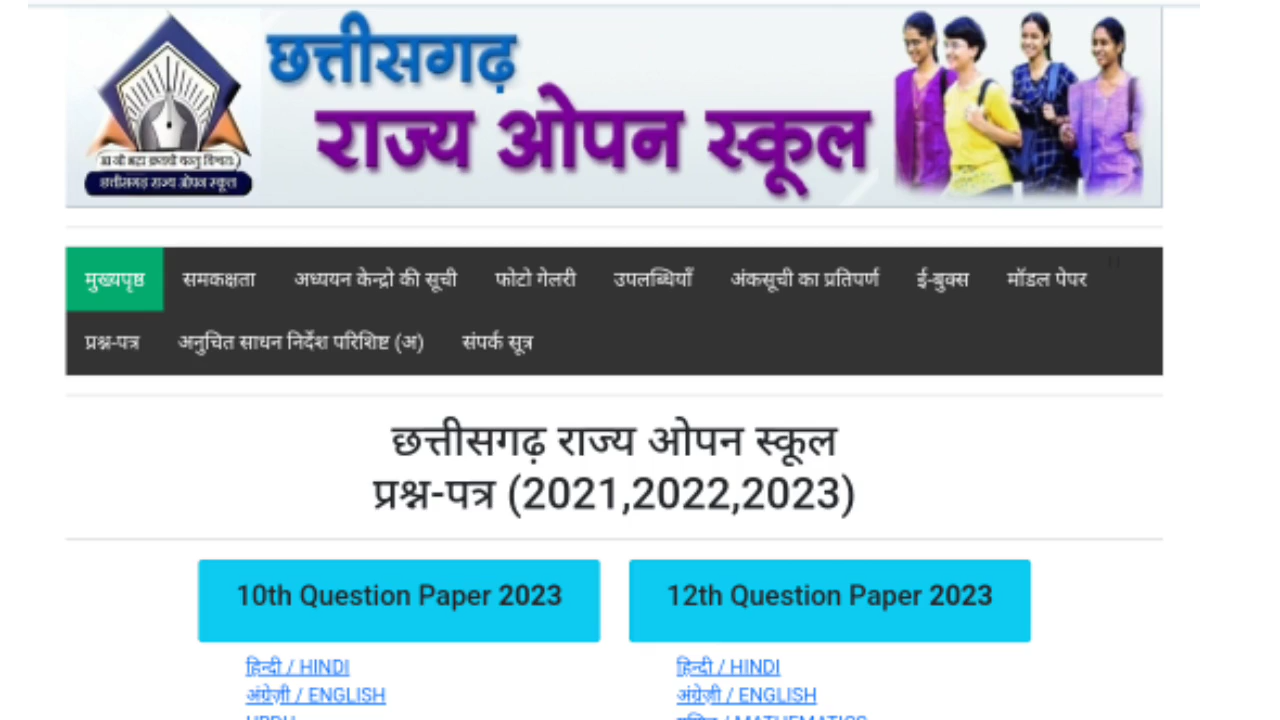 छत्तीसगढ़
राज्य ओपन स्कूल
छत्तीसगढ़ राज्य ओपन स्कूल
मुख्यपृष्ठ समकक्षता अध्ययन केन्द्रो की सूची फोटो गेलरी उपलब्धियाँ अंकसूची का प्रतिपर्ण ई-बुक्स मॉडल पेपर
प्रश्न-पत्र अनुचित साधन निर्देश परिशिष्ट (अ) संपर्क सूत्र
छत्तीसगढ़ राज्य ओपन स्कूल
प्रश्न-पत्र (2021,2022,2023)
10th Question Paper 2023 12th Question Paper 2023
हिन्दी / HINDI हिन्दी / HINDI
अंग्रेज़ी / ENGLISH अंग्रेज़ी / ENGLISH